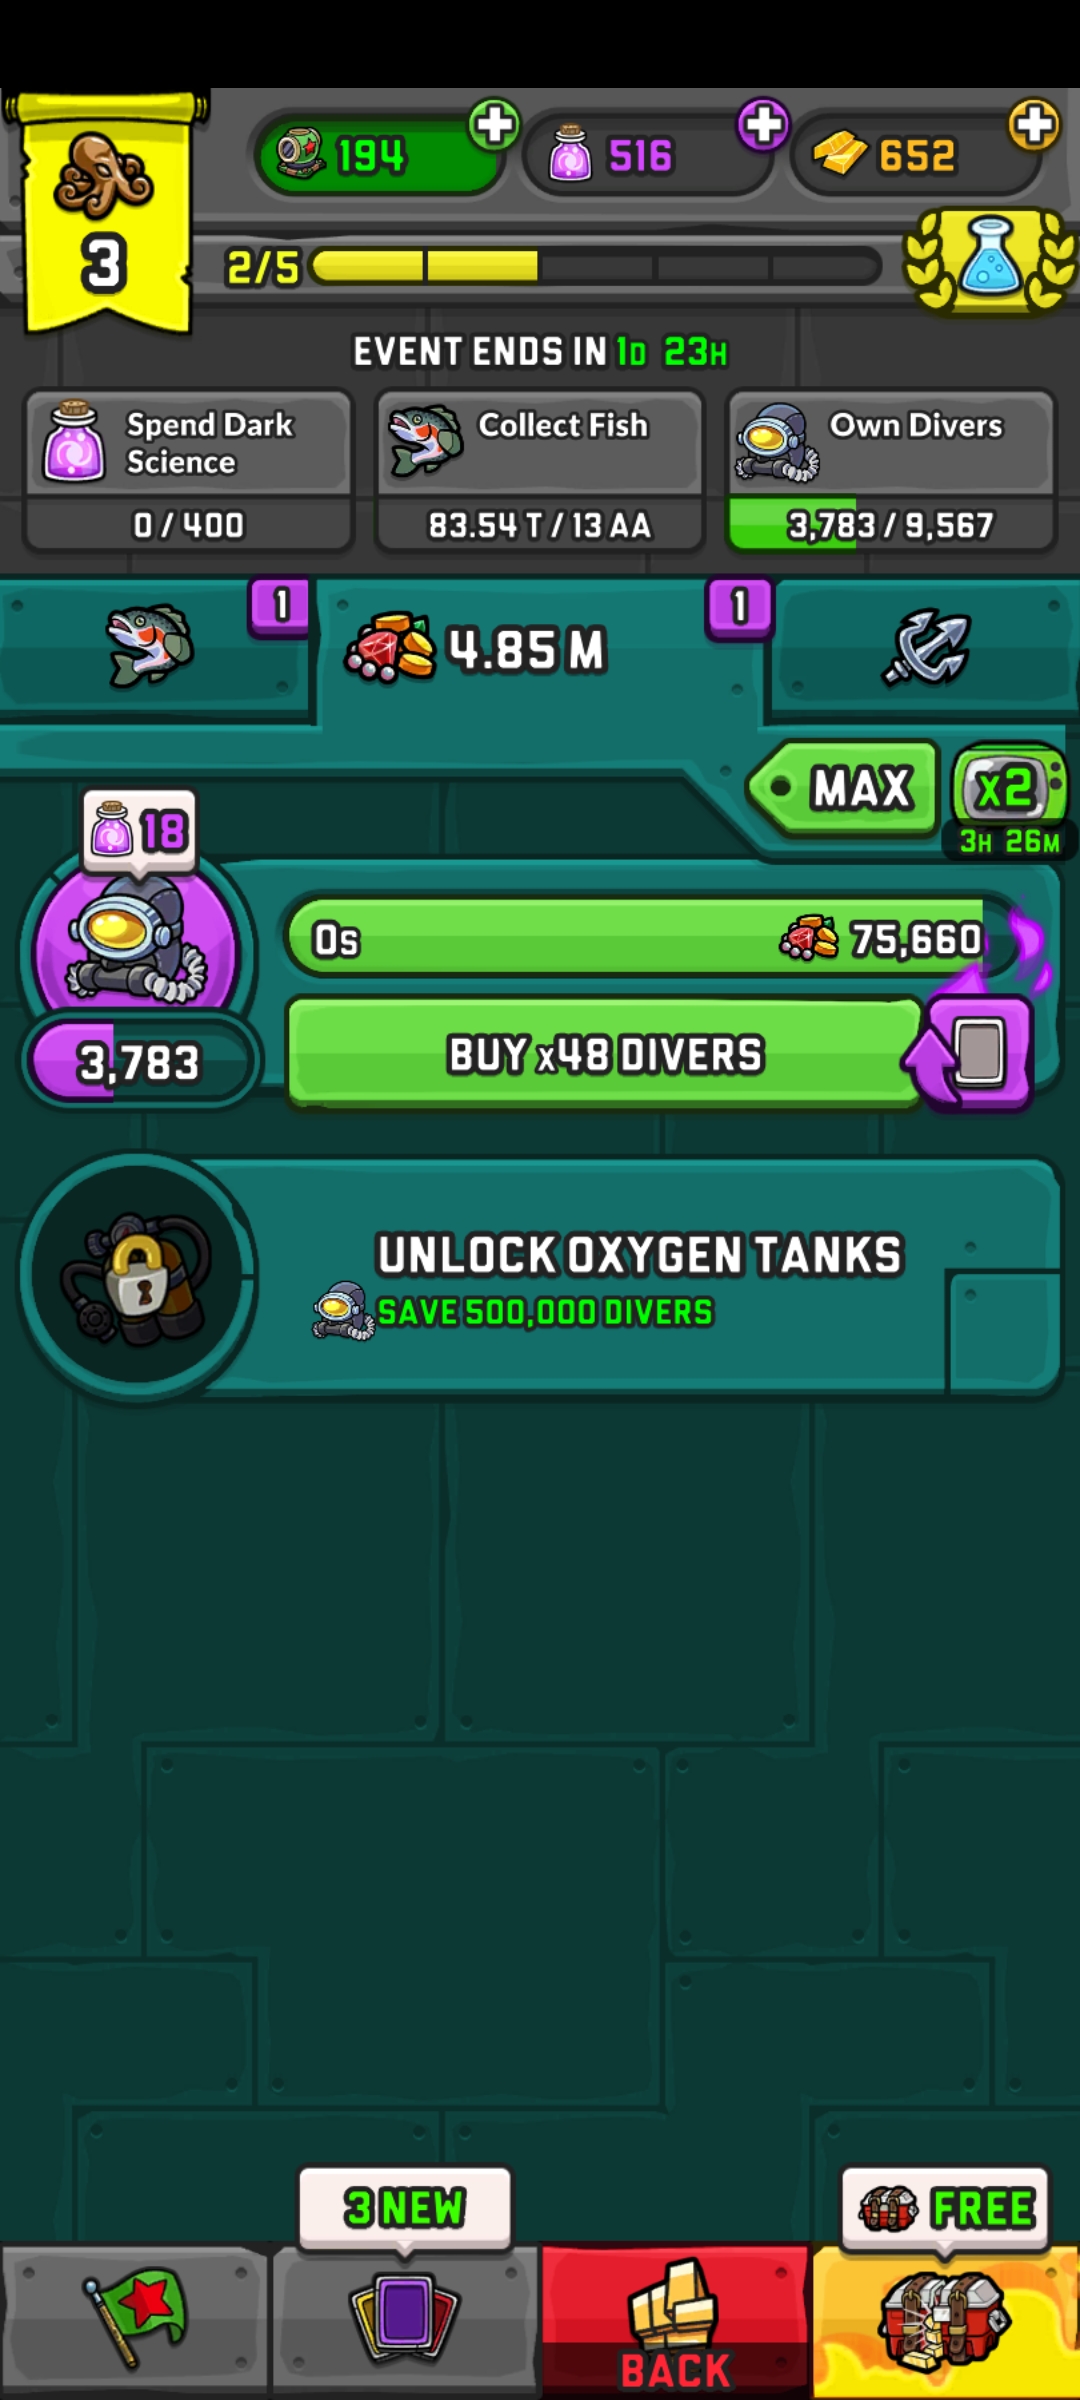 194
516
652
3
2/5
EVENT ENDS IN 1D 23H
Spend Dark
Science
0 / 400
Collect Fish
83.54 T / 13 AA
Own Divers
3,783 / 9,567
1
4.85 M
1
MAX
x2
3H 26M
18
0s
75,660
3,783
BUY x48 DIVERS
UNLOCK OXYGEN TANKS
SAVE 500,000 DIVERS
3 NEW
FREE
BACK